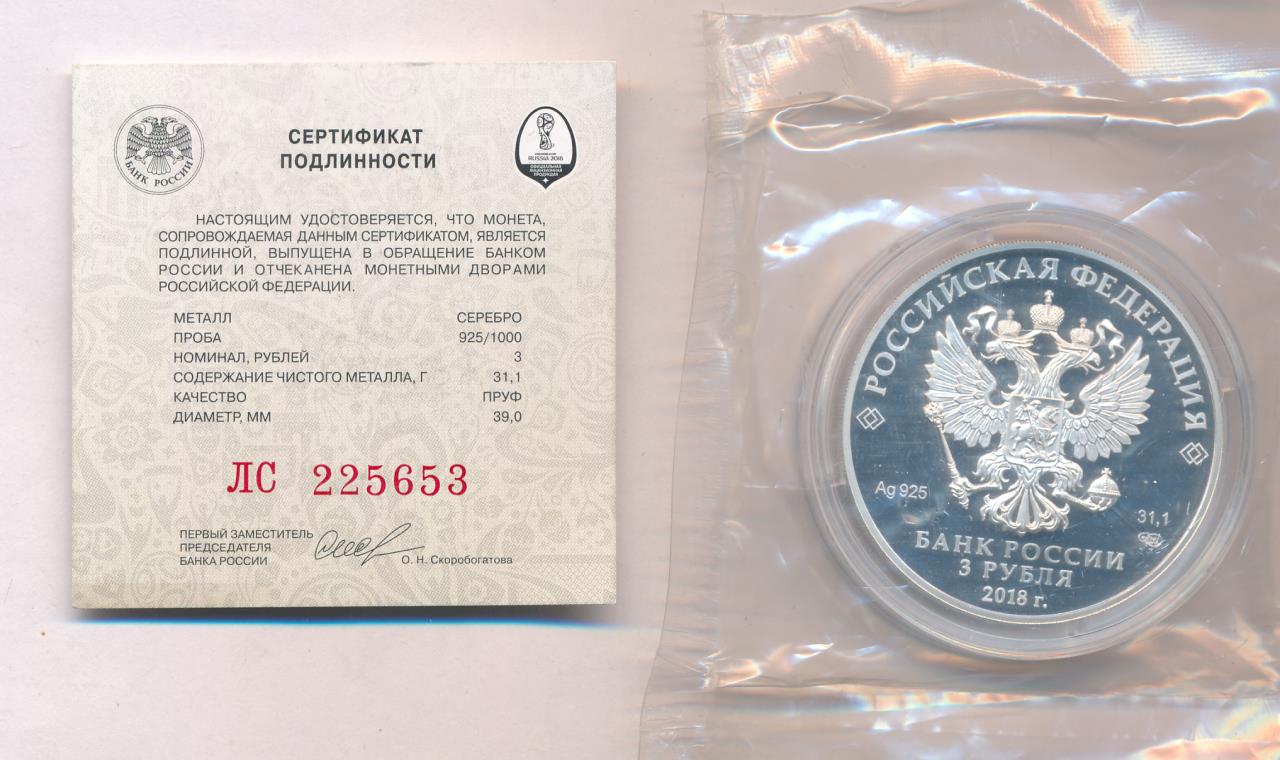 СЕРТИФИКАТ
ПОДЛИННОСТИ
БАНК РОССИИ
RUSSIA 2018
ОФИЦИАЛЬНАЯ
ЛИЦЕНЗИОННАЯ
ПРОДУКЦИЯ
НАСТОЯЩИМ УДОСТОВЕРЯЕТСЯ, ЧТО МОНЕТА,
СОПРОВОЖДАЕМАЯ ДАННЫМ СЕРТИФИКАТОМ, ЯВЛЯЕТСЯ
ПОДЛИННОЙ, ВЫПУЩЕНА В ОБРАЩЕНИЕ БАНКОМ
РОССИИ И ОТЧЕКАНЕНА МОНЕТНЫМИ ДВОРАМИ
РОССИЙСКОЙ ФЕДЕРАЦИИ.
МЕТАЛЛ СЕРЕБРО
ПРОБА 925/1000
НОМИНАЛ, РУБЛЕЙ 3
СОДЕРЖАНИЕ ЧИСТОГО МЕТАЛЛА, Г 31,1
КАЧЕСТВО ПРУФ
ДИАМЕТР, ММ 39,0
ЛС 225653
ПЕРВЫЙ ЗАМЕСТИТЕЛЬ
ПРЕДСЕДАТЕЛЯ
БАНКА РОССИИ
О. Н. Скоробогатова
РОССИЙСКАЯ ФЕДЕРАЦИЯ
Ag 925
31,1
БАНК РОССИИ
3 РУБЛЯ
2018 г.